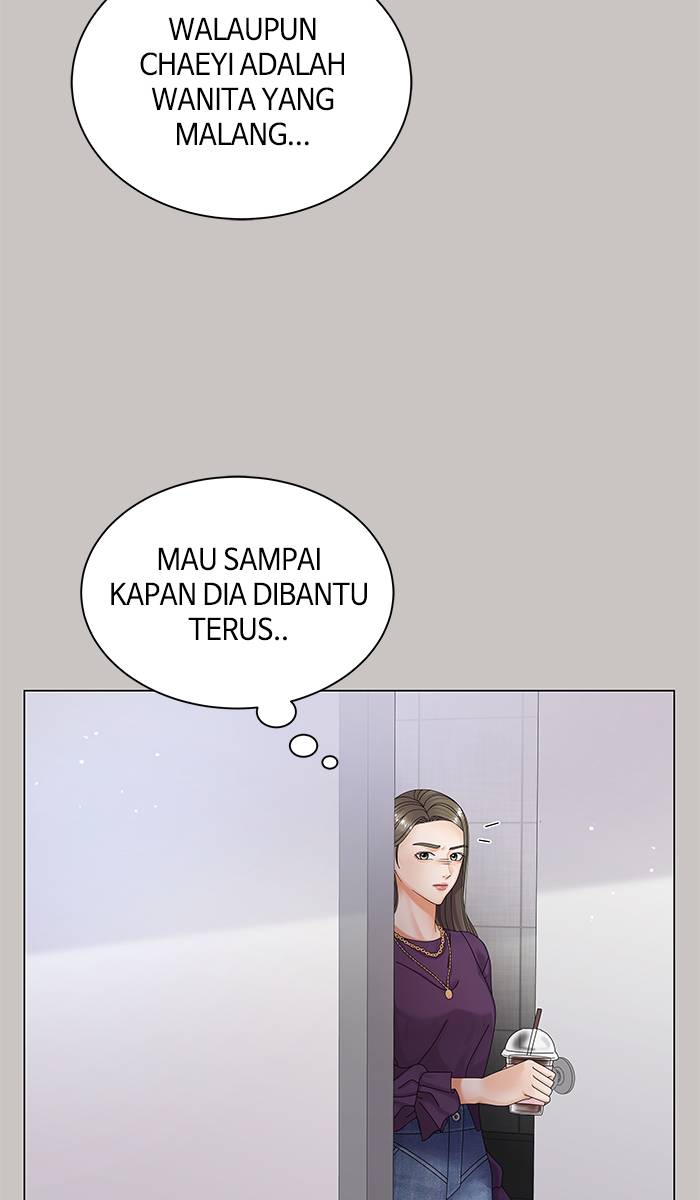 WALAUPUN
CHAEYI ADALAH
WANITA YANG
MALANG...
MAU SAMPAI
KAPAN DIA DIBANTU
TERUS..